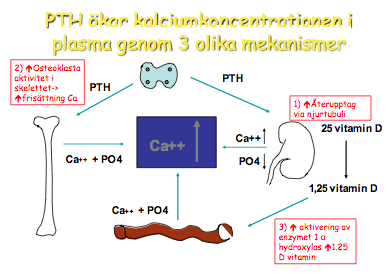 PTH ökar kalciumkoncentrationen i
plasma genom 3 olika mekanismer
2) ↑Osteoklasta
aktivitet i
skelettet->
↑frisättning Ca
PTH
PTH
1) ↑Återupptag
via njurtubuli
25 vitamin D
Ca++
Ca++
PO4
Ca++ + PO4
1,25 vitamin D
Ca++ + PO4
3) ↑ aktivering av
enzymet 1 α
hydroxylas ↑1,25
D vitamin